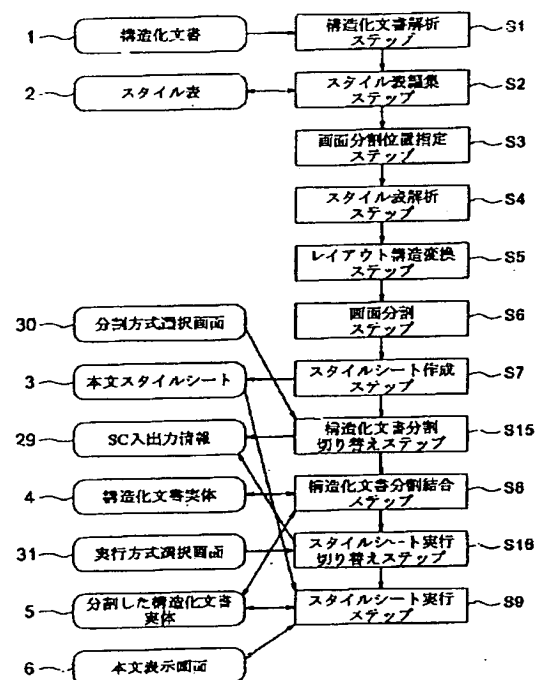 1
構造化文書
構造化文書解析
ステップ
S1
2
スタイル表
スタイル表編集
ステップ
S2
画面分割位置指定
ステップ
S3
スタイル表解析
ステップ
S4
レイアウト構造変換
ステップ
S5
画面分割
ステップ
S6
30
分割方式選択画面
3
本文スタイルシート
スタイルシート作成
ステップ
S7
29
SC入出力情報
構造化文書分割
切り替えステップ
S15
4
構造化文書実体
構造化文書分割結合
ステップ
S8
31
実行方式選択画面
スタイルシート実行
切り替えステップ
S16
5
分割した構造化文書
実体
スタイルシート実行
ステップ
S9
6
本文表示画面